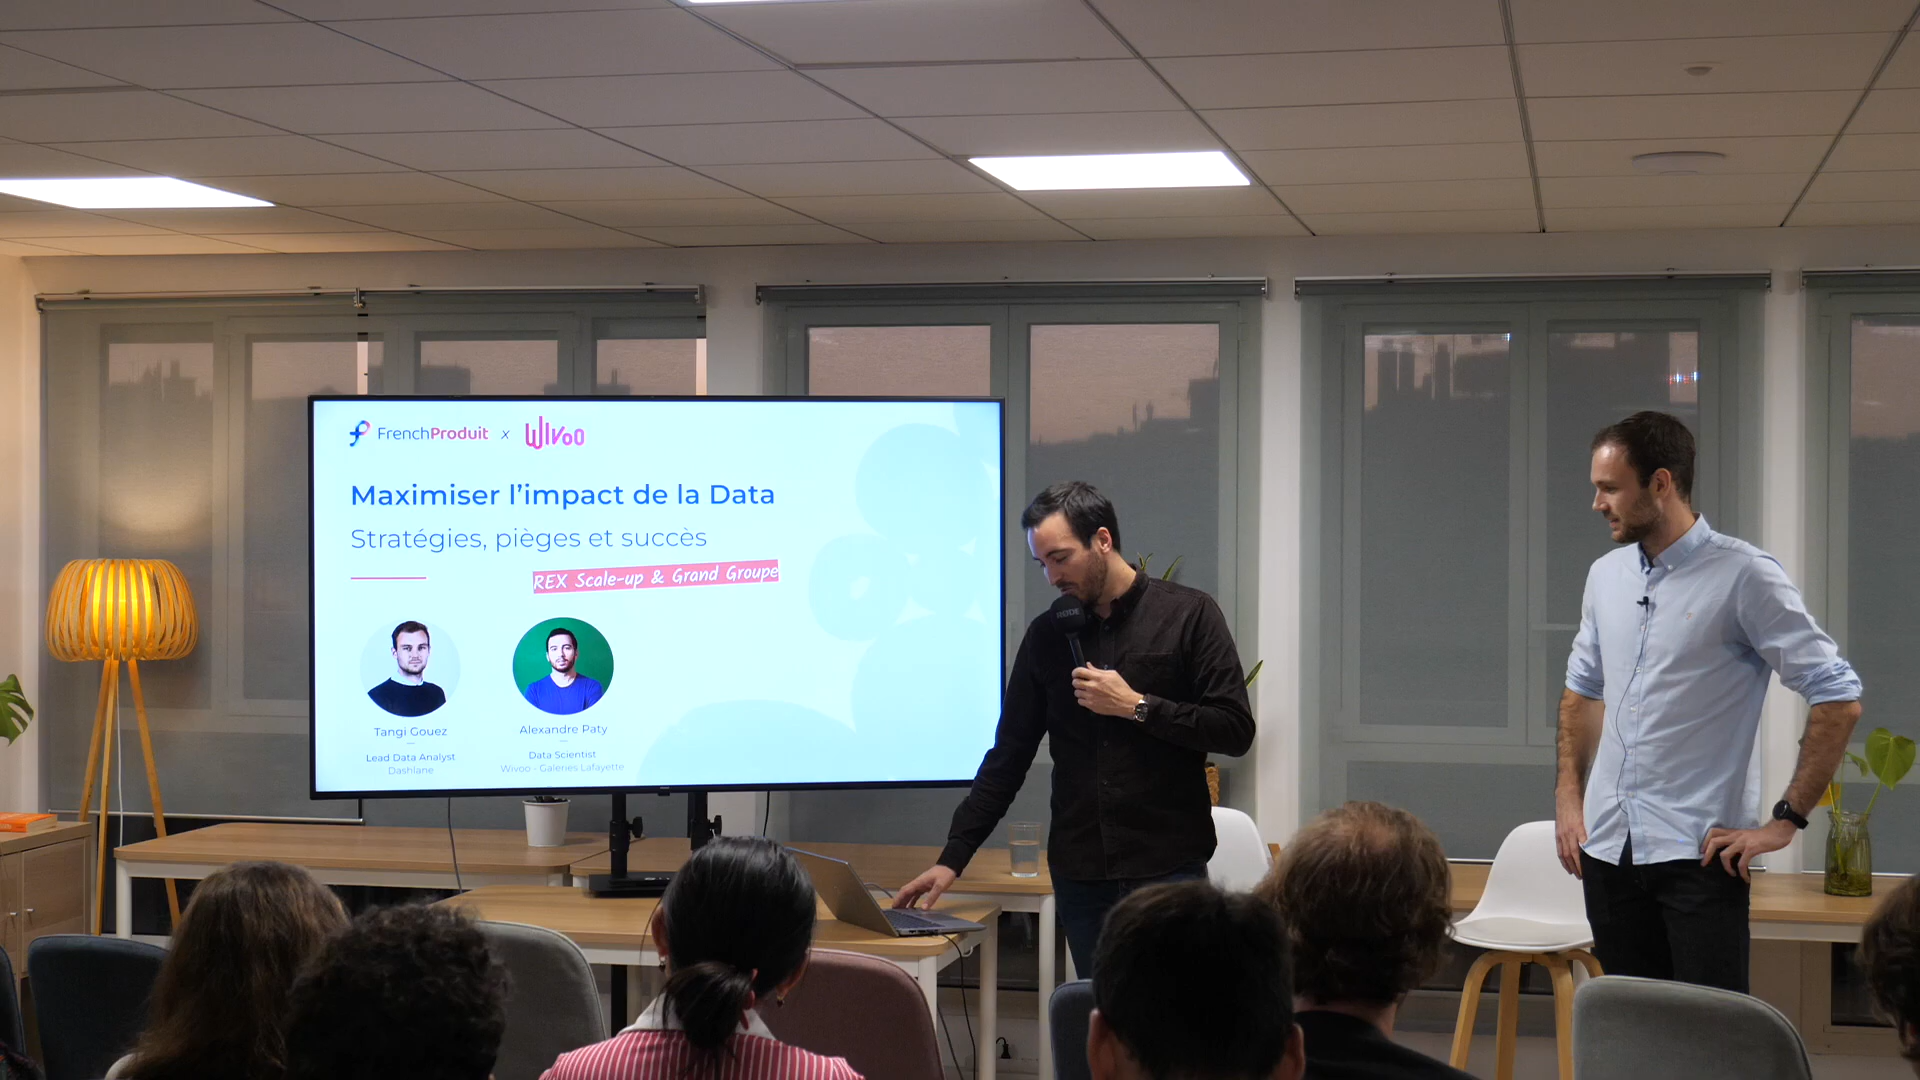 FrenchProduit x Wivoo
Maximiser l'impact de la Data
Stratégies, pièges et succès
REX Scale-up & Grand Groupe
Tangi Gouez
Lead Data Analyst
Dashlane
Alexandre Paty
Data Scientist
Wivoo - Galeries Lafayette
RØDE